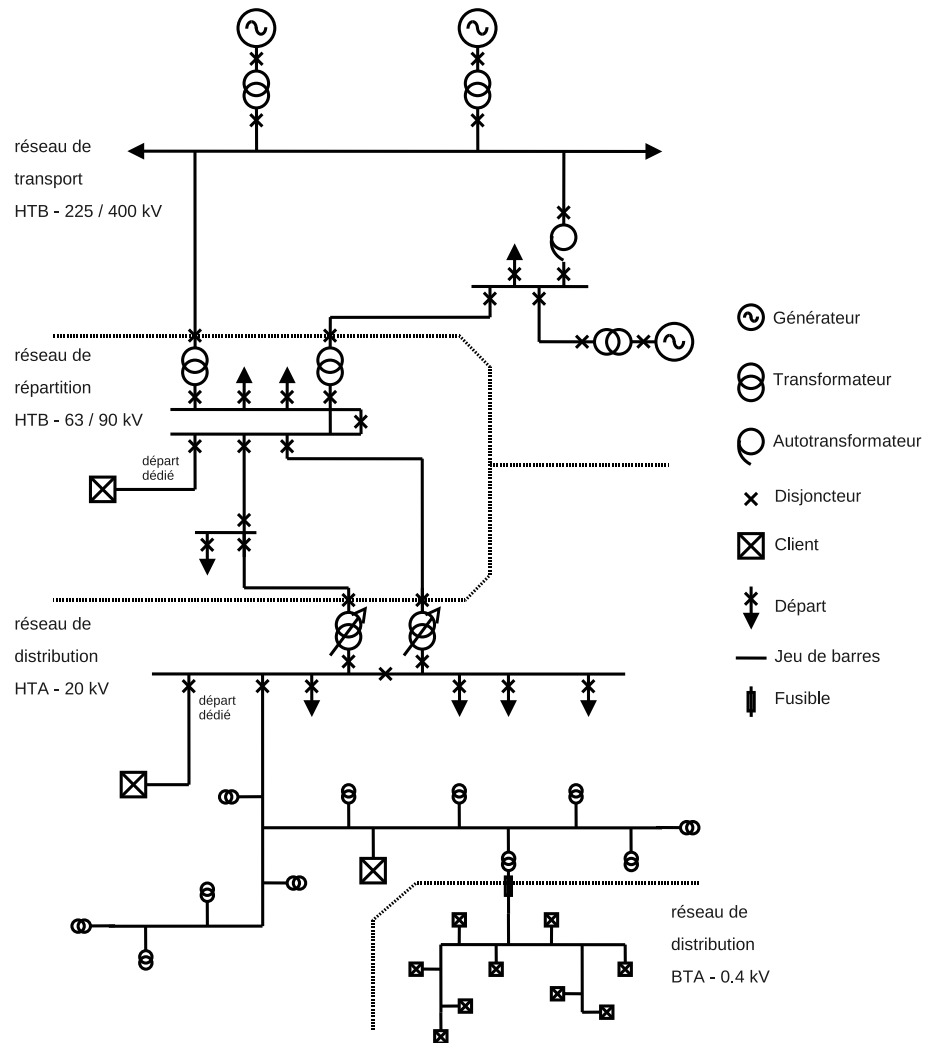 réseau de
transport
HTB - 225 / 400 kV
réseau de
répartition
HTB - 63 / 90 kV
départ
dédié
réseau de
distribution
HTA - 20 kV
départ
dédié
réseau de
distribution
BTA - 0.4 kV
Générateur
Transformateur
Autotransformateur
Disjoncteur
Client
Départ
Jeu de barres
Fusible